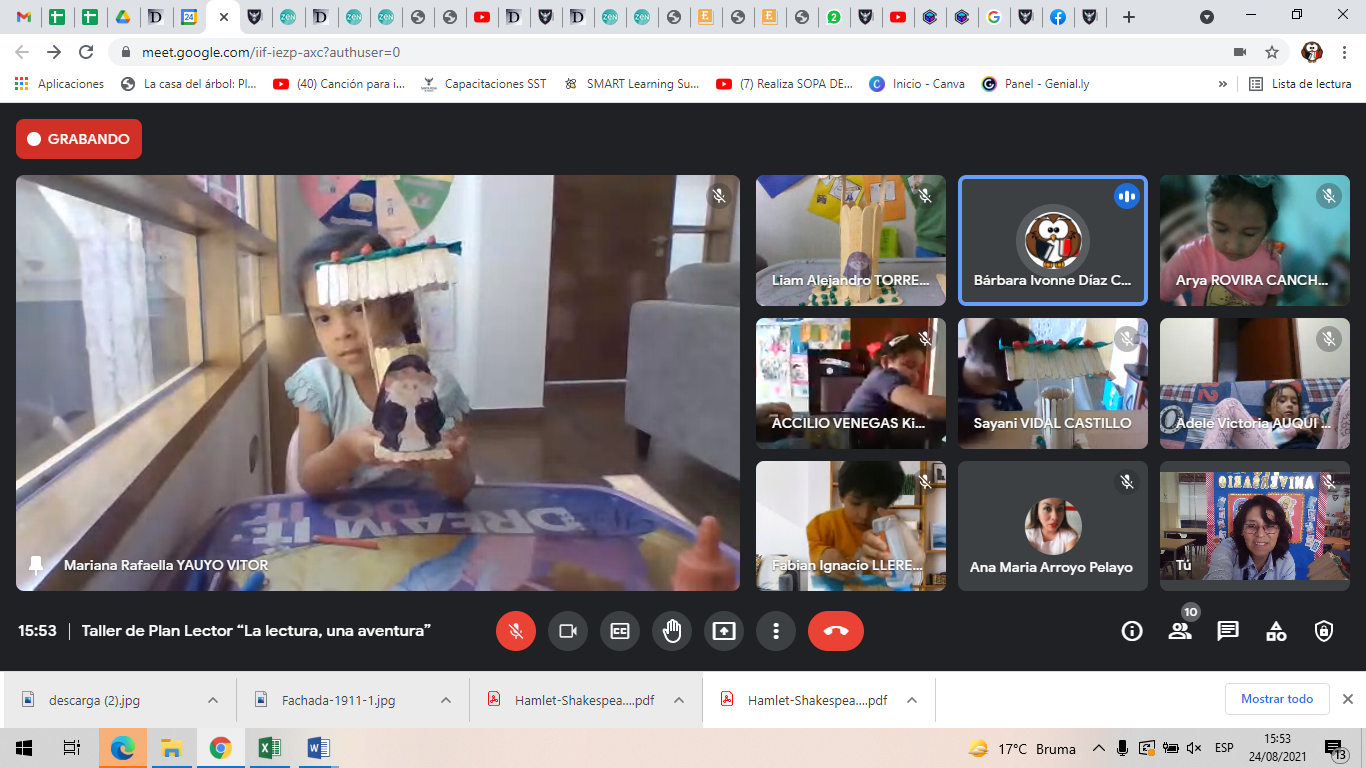 meet.google.com/iif-iezp-axc?authuser=0
Aplicaciones
La casa del árbol: Pl...
(40) Canción para i...
Capacitaciones SST
SMART Learning Su...
(7) Realiza SOPA DE...
Inicio - Canva
Panel - Genial.ly
»
Lista de lectura
GRABANDO
Liam Alejandro TORRE...
Bárbara Ivonne Díaz C...
Arya ROVIRA CANCH...
ACCILIO VENEGAS Ki...
Sayani VIDAL CASTILLO
Adele Victoria AUQUI ...
Fabian Ignacio LLERE...
Ana Maria Arroyo Pelayo
Tú
DREAM IT.
DO IT.
Mariana Rafaella YAUYO VITOR
15:53 | Taller de Plan Lector “La lectura, una aventura”
10
descarga (2).jpg
Fachada-1911-1.jpg
Hamlet-Shakespea....pdf
Hamlet-Shakespea....pdf
Mostrar todo
17°C Bruma
ESP
15:53
24/08/2021
13